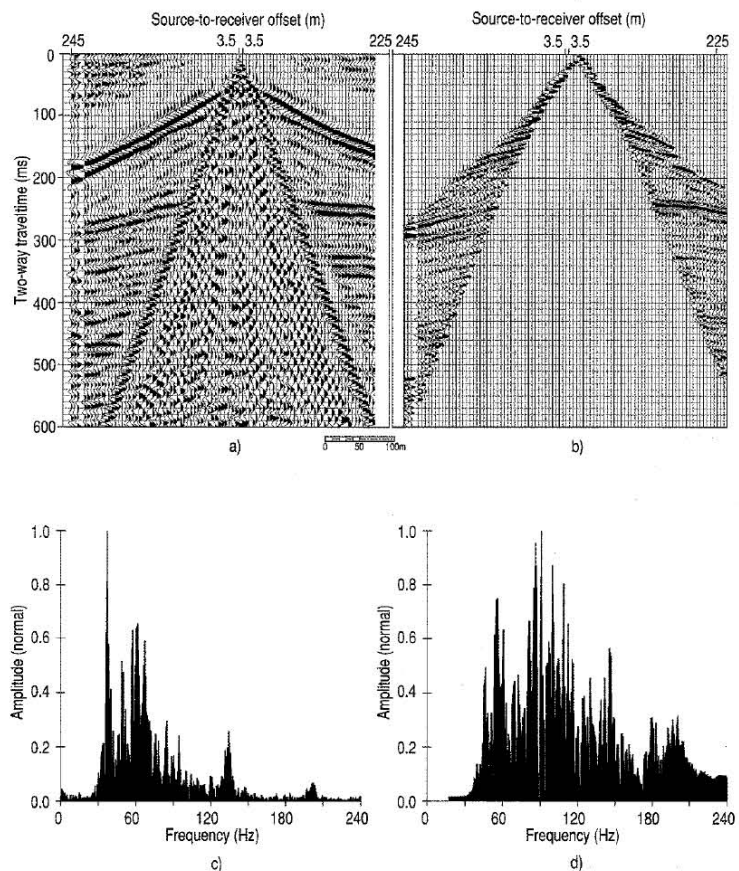 Source-to-receiver offset (m)
Source-to-receiver offset (m)
245 3.5 3.5 225
245 3.5 3.5 225
Two-way traveltime (ms)
0
100
200
300
400
500
600
a)
0 50 100m
b)
Amplitude (normal)
1.0
0.8
0.6
0.4
0.2
0.0
0 60 120 180 240
Frequency (Hz)
c)
Amplitude (normal)
1.0
0.8
0.6
0.4
0.2
0.0
0 60 120 180 240
Frequency (Hz)
d)